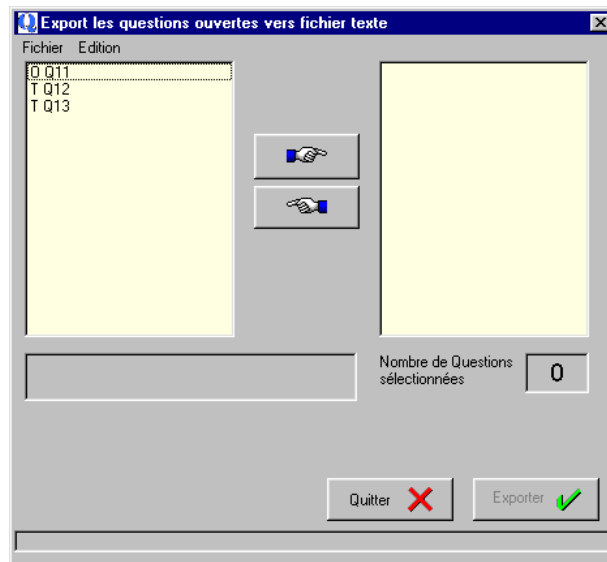 Export les questions ouvertes vers fichier texte
Fichier Edition
O Q11
T Q12
T Q13
Nombre de Questions
sélectionnées
0
Quitter
Exporter